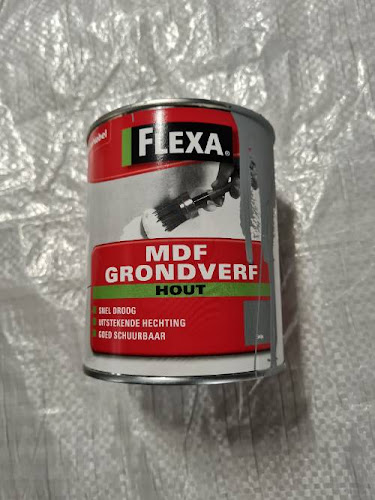 FLEXA®
MDF
GRONDVERF
HOUT
SNEL DROOG
UITSTEKENDE HECHTING
GOED SCHUURBAAR